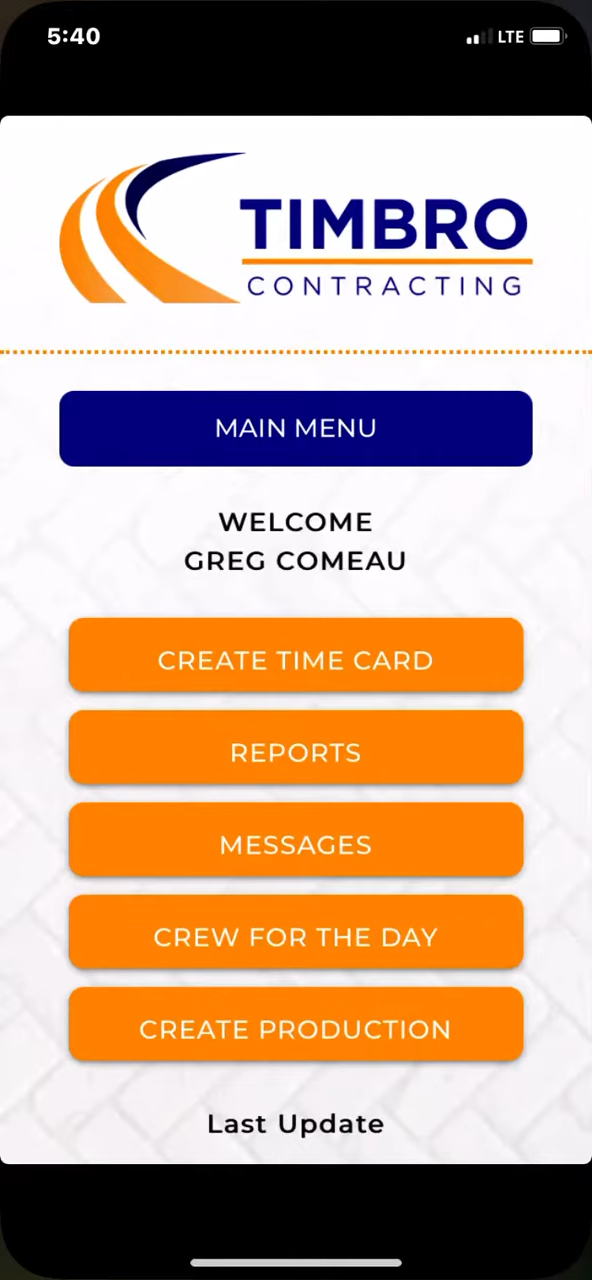 5:40
LTE
TIMBRO
CONTRACTING
MAIN MENU
WELCOME
GREG COMEAU
CREATE TIME CARD
REPORTS
MESSAGES
CREW FOR THE DAY
CREATE PRODUCTION
Last Update